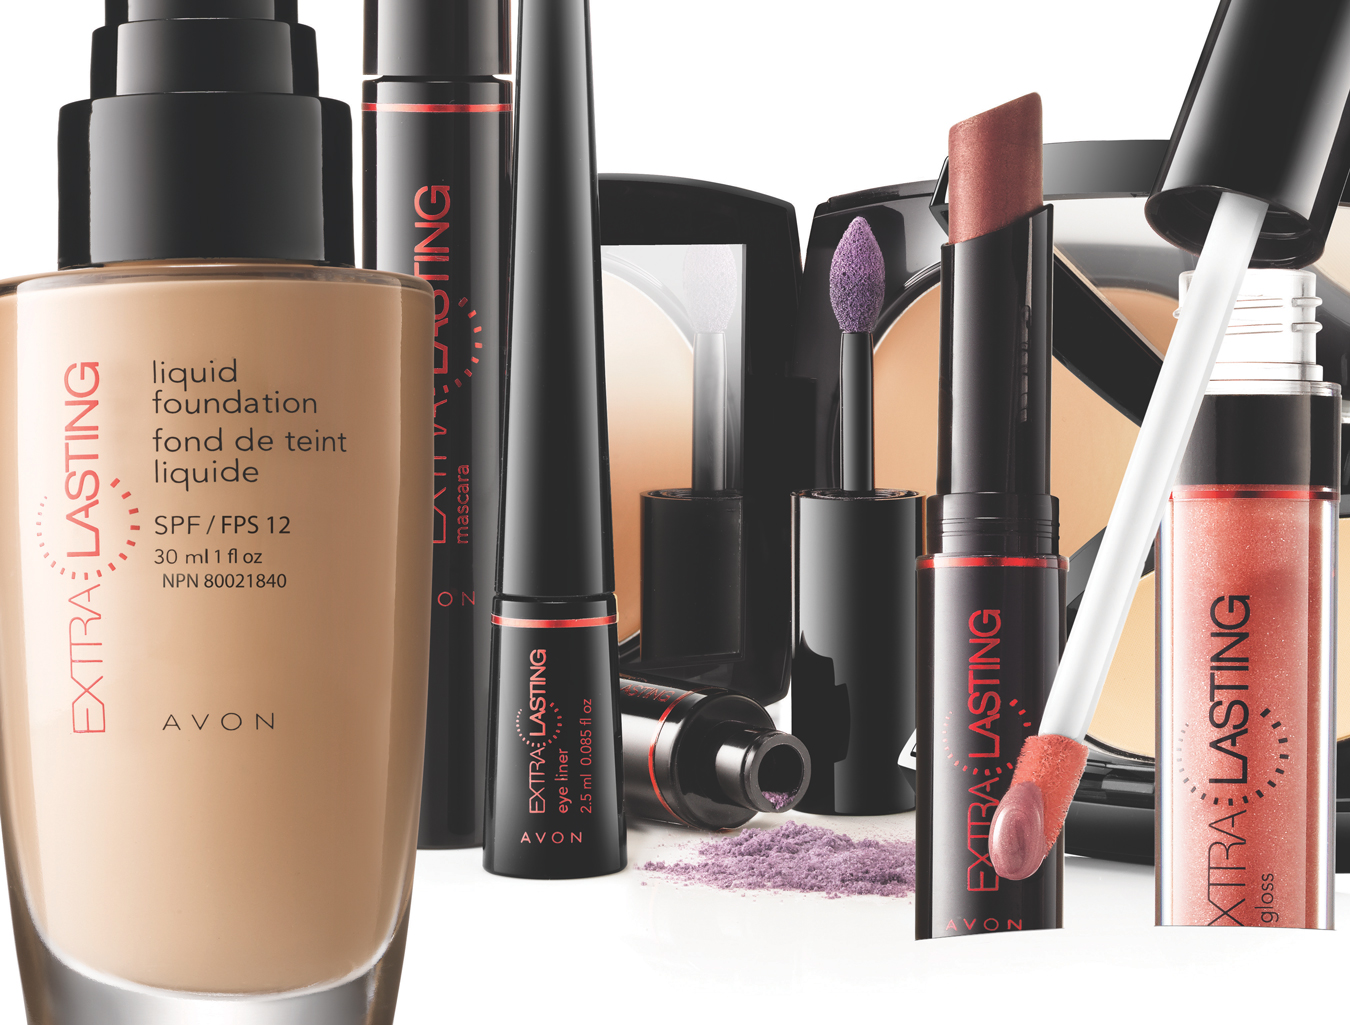 EXTRA LASTING
liquid
foundation
fond de teint
liquide
SPF / FPS 12
30 ml 1 fl oz
NPN 80021840
AVON
EXTRA LASTING
mascara
ON
EXTRA LASTING
eye liner
2.5 ml 0.085 fl oz
AVON
EXTRA LASTING
AVON
XTRA LASTING
gloss